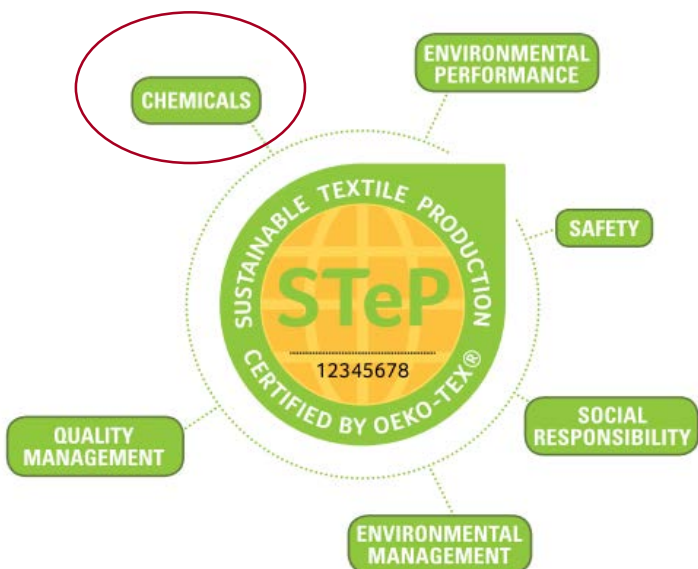 ENVIRONMENTAL
PERFORMANCE
CHEMICALS
SAFETY
SUSTAINABLE TEXTILE PRODUCTION
STeP
12345678
CERTIFIED BY OEKO-TEX®
SOCIAL
RESPONSIBILITY
QUALITY
MANAGEMENT
ENVIRONMENTAL
MANAGEMENT